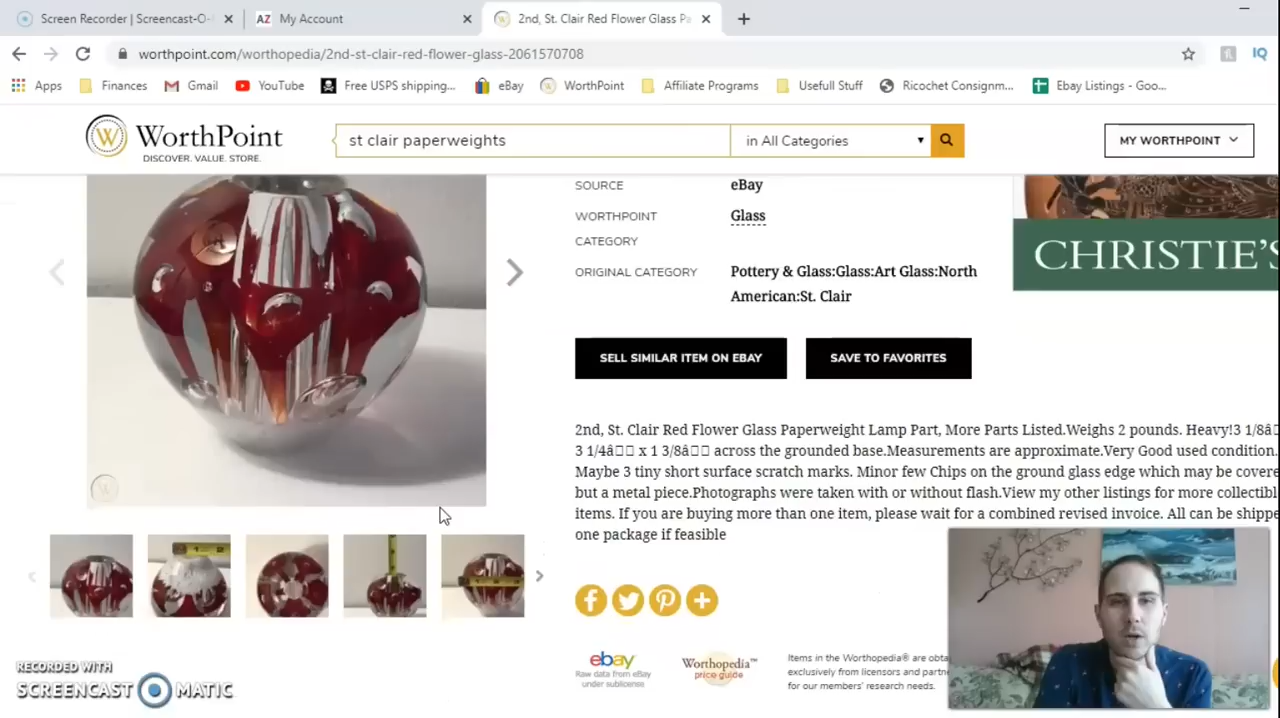 Screen Recorder | Screencast-O-
My Account
2nd, St. Clair Red Flower Glass Pa
worthpoint.com/worthopedia/2nd-st-clair-red-flower-glass-2061570708
IQ
Apps
Finances
Gmail
YouTube
Free USPS shipping...
eBay
WorthPoint
Affiliate Programs
Usefull Stuff
Ricochet Consignm...
Ebay Listings - Goo...
WorthPoint
DISCOVER. VALUE. STORE.
st clair paperweights
in All Categories
MY WORTHPOINT
SOURCE
eBay
WORTHPOINT
CATEGORY
Glass
ORIGINAL CATEGORY
Pottery & Glass:Glass:Art Glass:North
American:St. Clair
CHRISTIE'S
SELL SIMILAR ITEM ON EBAY
SAVE TO FAVORITES
2nd, St. Clair Red Flower Glass Paperweight Lamp Part, More Parts Listed.Weighs 2 pounds. Heavy!3 1/8â
3 1/4â x 1 3/8â across the grounded base.Measurements are approximate.Very Good used condition.
Maybe 3 tiny short surface scratch marks. Minor few Chips on the ground glass edge which may be covere
but a metal piece.Photographs were taken with or without flash.View my other listings for more collectibl
items. If you are buying more than one item, please wait for a combined revised invoice. All can be shippe
one package if feasible
ebay
Raw data from eBay
under sublicense
Worthopedia™
price guide
Items in the Worthopedia® are obta
exclusively from licensors and partne
for our members' research needs.
RECORDED WITH
SCREENCAST MATIC